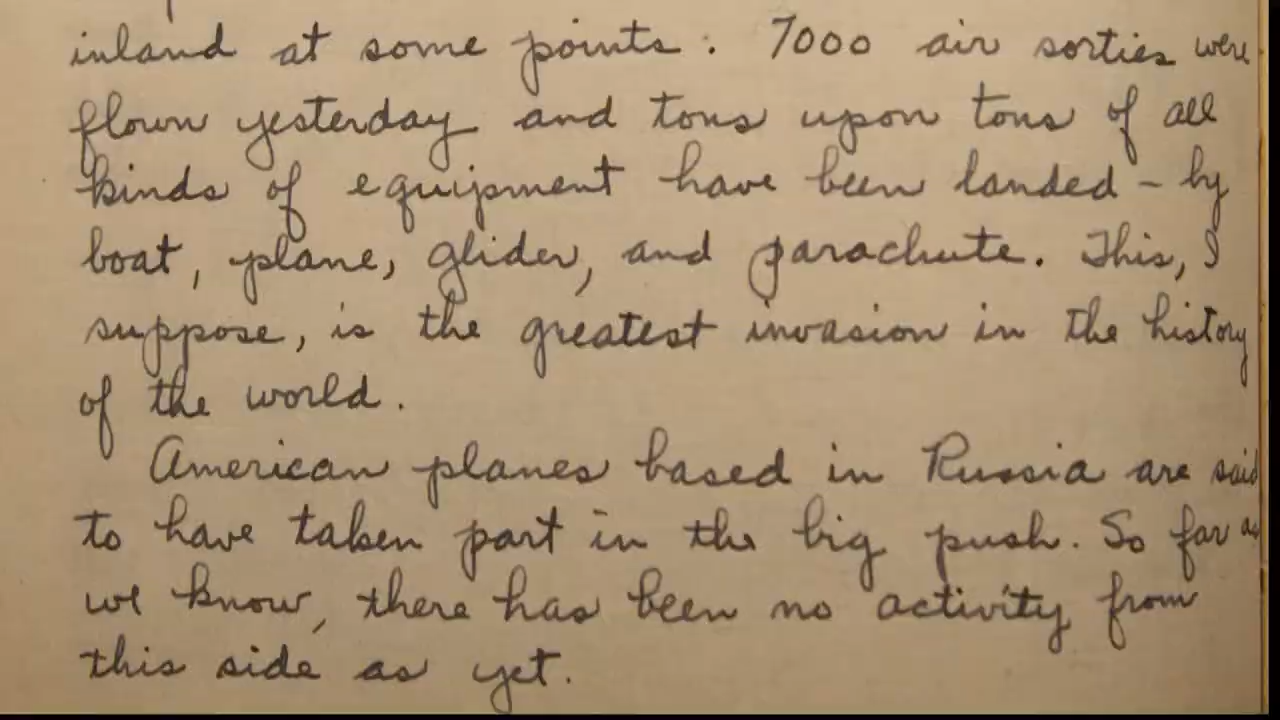 inland at some points. 7000 air sorties were
flown yesterday and tons upon tons of all
kinds of equipment have been landed - by
boat, plane, glider, and parachute. This, I
suppose, is the greatest invasion in the history
of the world.
American planes based in Russia are said
to have taken part in the big push. So far as
we know, there has been no activity from
this side as yet.